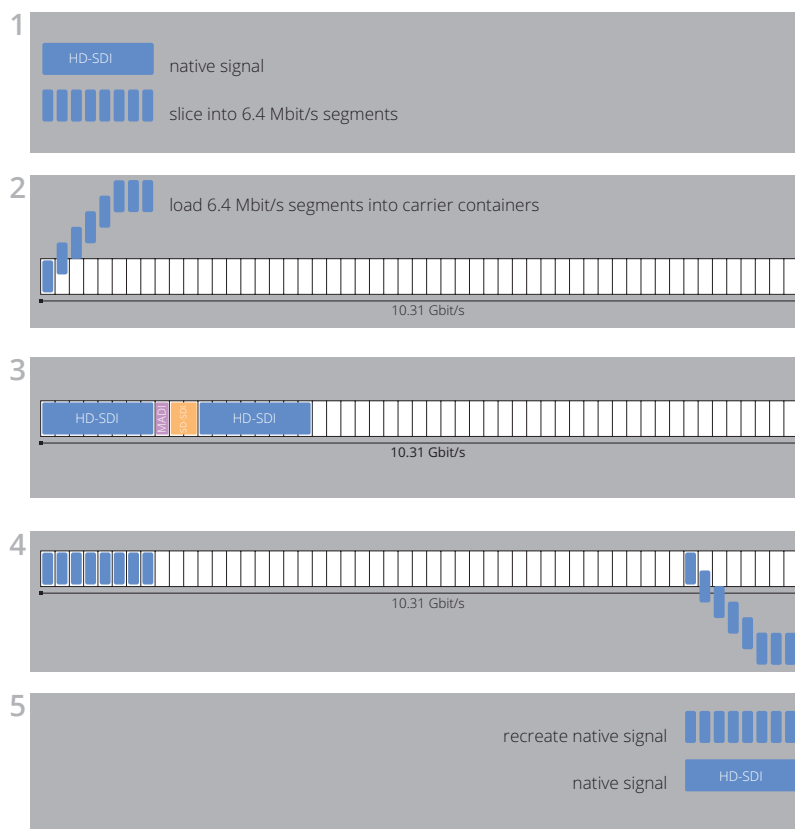 1
HD-SDI
native signal
slice into 6.4 Mbit/s segments
2
load 6.4 Mbit/s segments into carrier containers
10.31 Gbit/s
3
HD-SDI MADI SD-SDI HD-SDI
10.31 Gbit/s
4
10.31 Gbit/s
5
recreate native signal
native signal HD-SDI